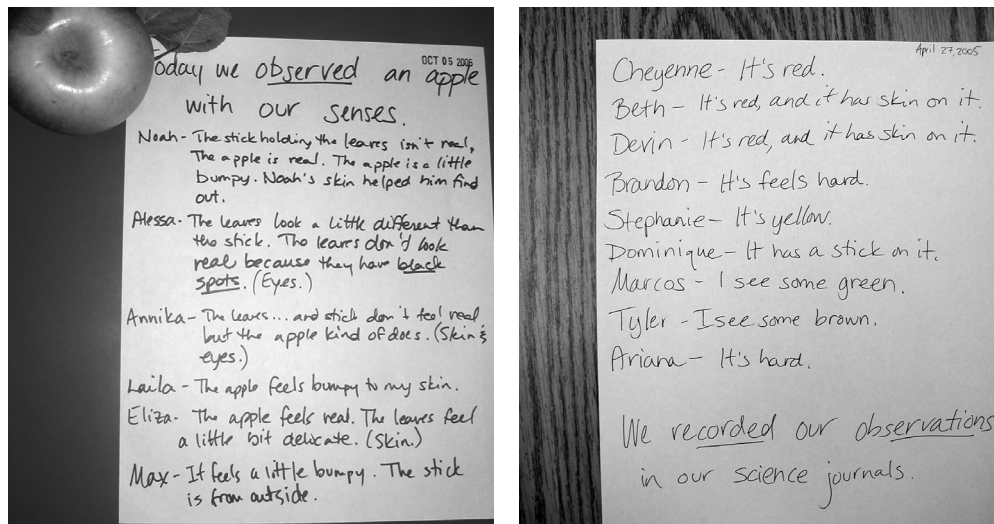 OCT 05 2006
Today we observed an apple
with our senses.
Noah - The stick holding the leaves isn't real,
The apple is real. The apple is a little
bumpy. Noah's skin helped him find
out.
Alessa - The leaves look a little different than
the stick. The leaves don't look
real because they have black
spots. (Eyes.)
Annika - The leaves... and stick don't feel real
but the apple kind of does. (Skin &
eyes.)
Laila - The apple feels bumpy to my skin.
Eliza - The apple feels real. The leaves feel
a little bit delicate. (Skin.)
Max - It feels a little bumpy. The stick
is from outside.
April 27, 2005
Cheyenne - It's red.
Beth - It's red, and it has skin on it.
Devin - It's red, and it has skin on it.
Brandon - It's feels hard.
Stephanie - It's yellow.
Dominique - It has a stick on it.
Marcos - I see some green.
Tyler - I see some brown.
Ariana - It's hard.
We recorded our observations
in our science journals.